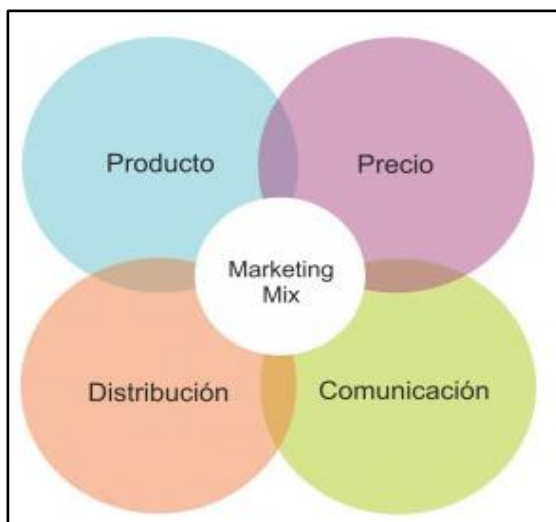 Producto
Precio
Marketing
Mix
Distribución
Comunicación